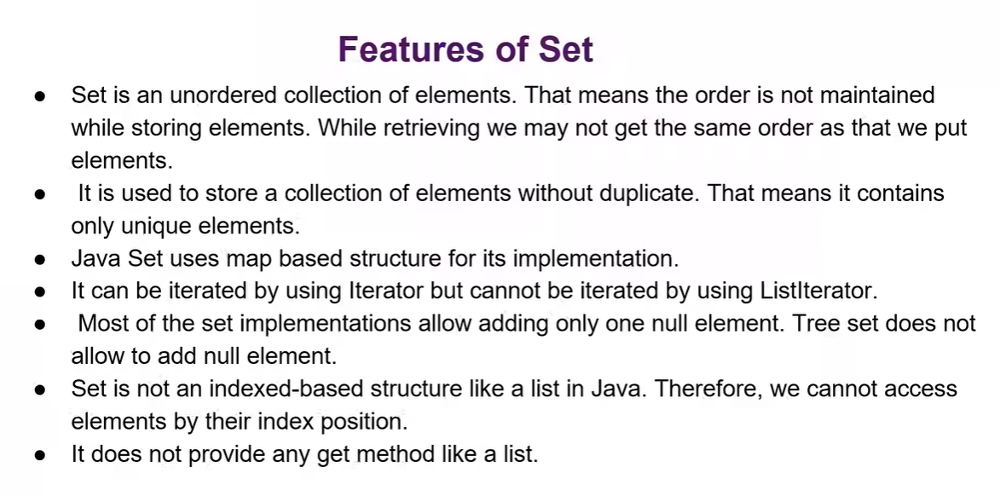 Features of Set
● Set is an unordered collection of elements. That means the order is not maintained
while storing elements. While retrieving we may not get the same order as that we put
elements.
● It is used to store a collection of elements without duplicate. That means it contains
only unique elements.
● Java Set uses map based structure for its implementation.
● It can be iterated by using Iterator but cannot be iterated by using ListIterator.
● Most of the set implementations allow adding only one null element. Tree set does not
allow to add null element.
● Set is not an indexed-based structure like a list in Java. Therefore, we cannot access
elements by their index position.
● It does not provide any get method like a list.